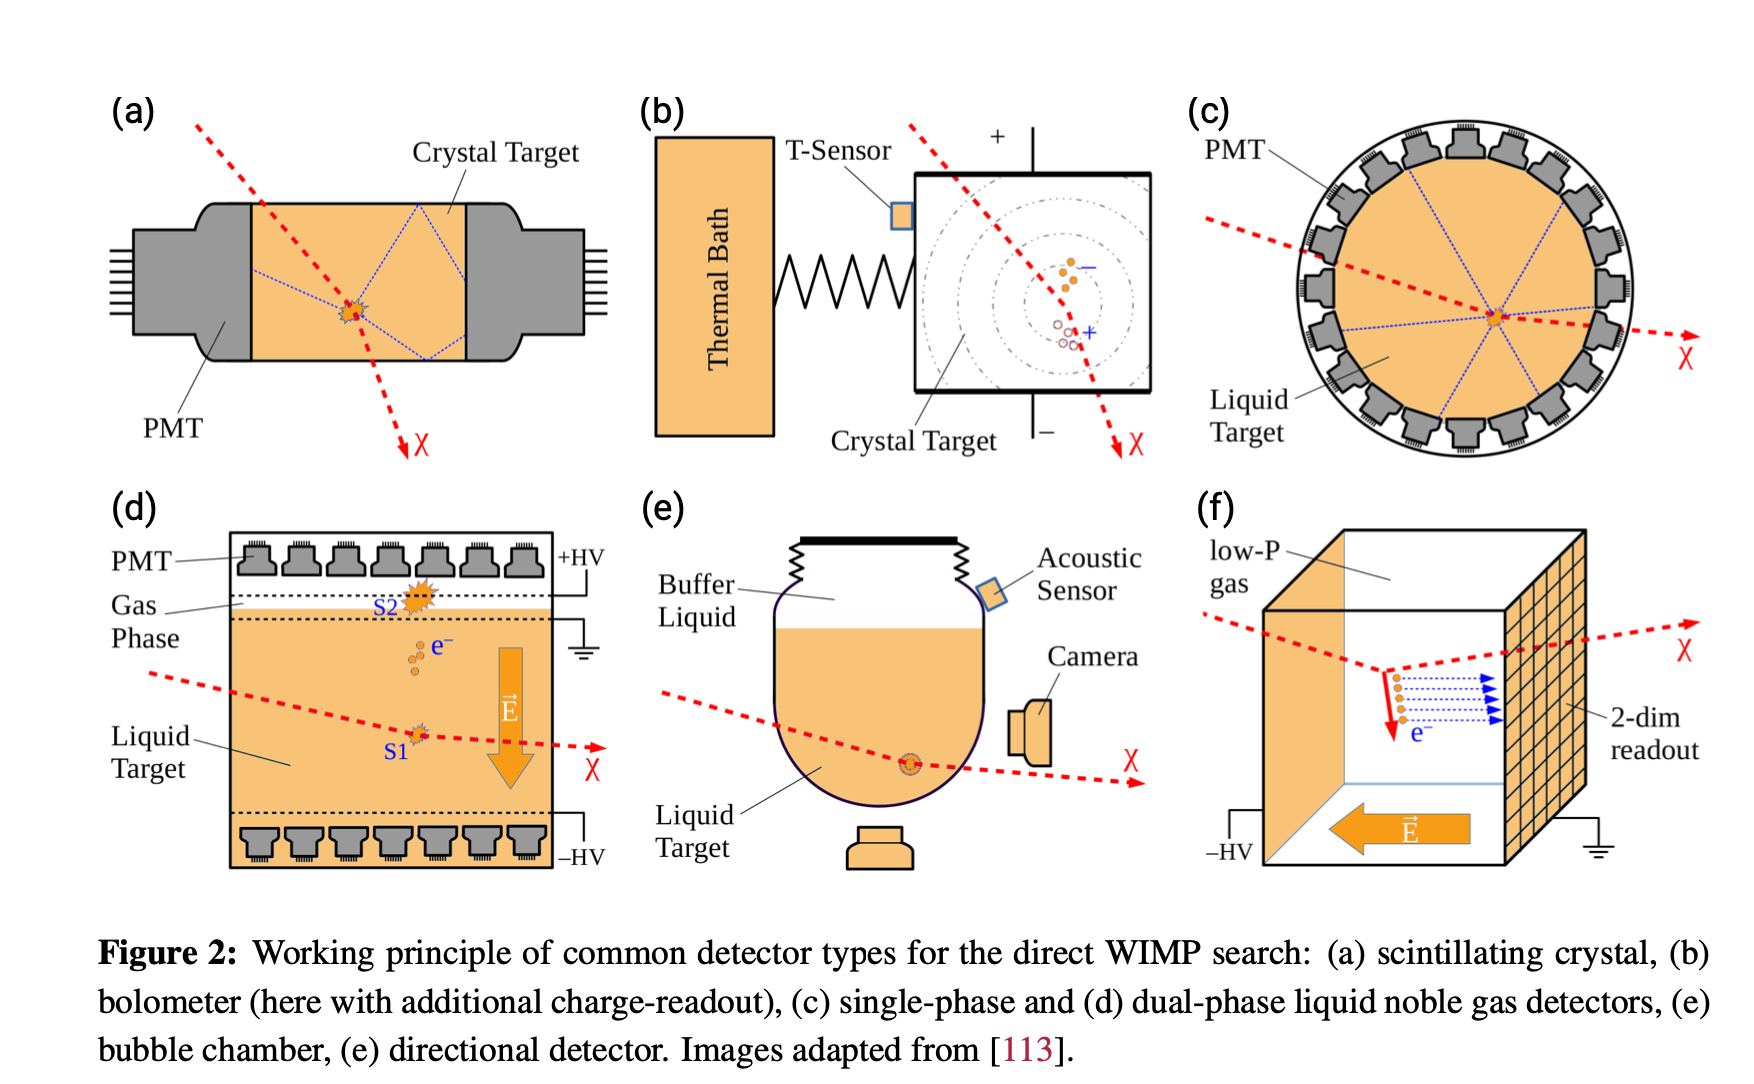 (a)
Crystal Target
PMT
χ
(b)
T-Sensor
+
Thermal Bath
−
+
Crystal Target
−
χ
(c)
PMT
Liquid
Target
χ
(d)
PMT
+HV
Gas
Phase
S2
e⁻
E⃗
Liquid
Target
S1
χ
−HV
(e)
Buffer
Liquid
Acoustic
Sensor
Camera
Liquid
Target
χ
(f)
low-P
gas
χ
e⁻
2-dim
readout
E⃗
−HV
Figure 2: Working principle of common detector types for the direct WIMP search: (a) scintillating crystal, (b)
bolometer (here with additional charge-readout), (c) single-phase and (d) dual-phase liquid noble gas detectors, (e)
bubble chamber, (e) directional detector. Images adapted from [113].